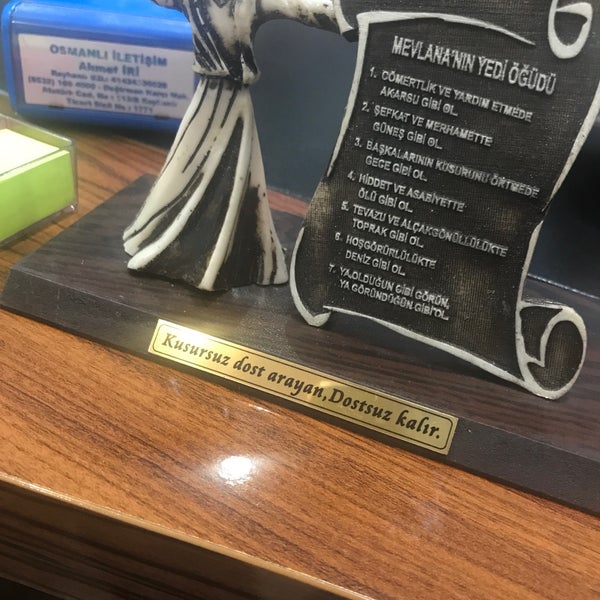 OSMANLI İLETİŞİM
Ahmet İRİ
MEVLANA'NIN YEDİ ÖĞÜDÜ
1. CÖMERTLİK VE YARDIM ETMEDE
AKARSU GİBİ OL.
2. ŞEFKAT VE MERHAMETTE
GÜNEŞ GİBİ OL.
3. BAŞKALARININ KUSURUNU ÖRTMEDE
GECE GİBİ OL.
4. HİDDET VE ASABİYETTE
ÖLÜ GİBİ OL.
5. TEVAZU VE ALÇAKGÖNÜLLÜLÜKTE
TOPRAK GİBİ OL.
6. HOŞGÖRÜRLÜLÜKTE
DENİZ GİBİ OL.
7. YA OLDUĞUN GİBİ GÖRÜN,
YA GÖRÜNDÜĞÜN GİBİ OL.
Kusursuz dost arayan,Dostsuz kalır.